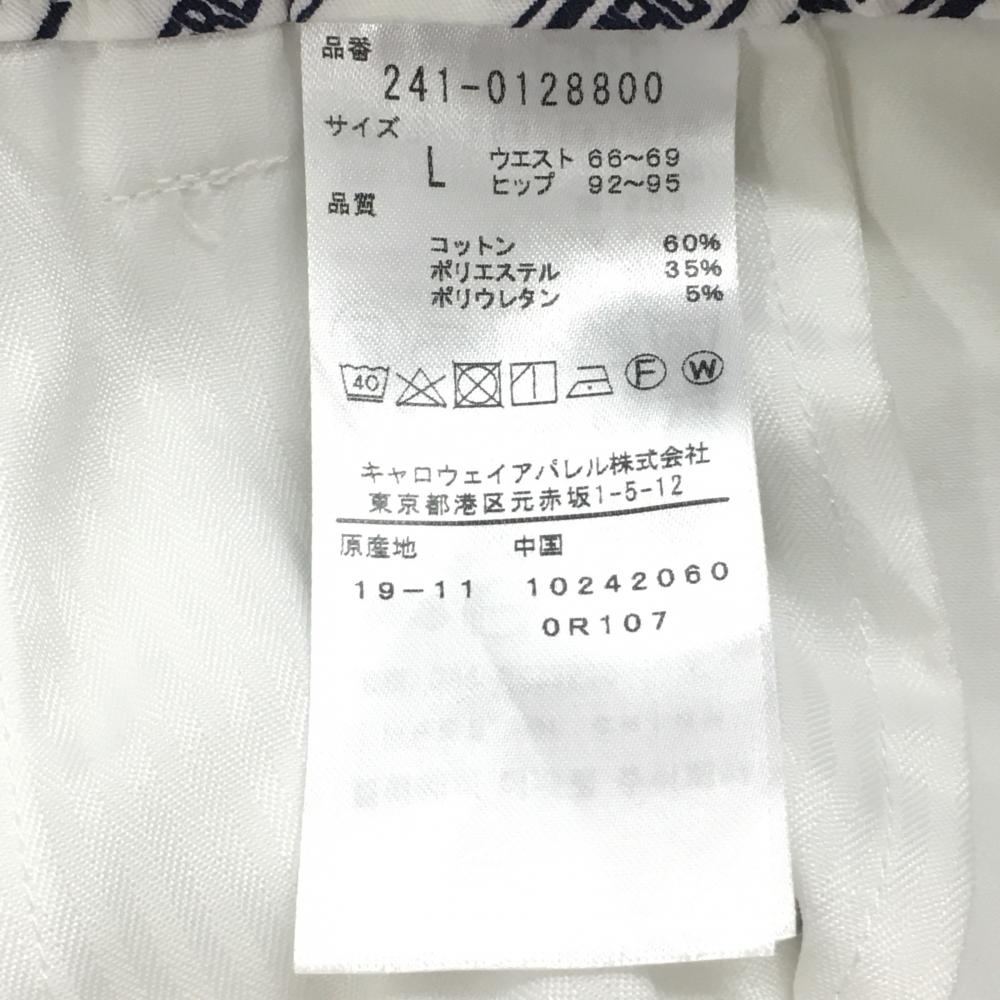 品番
241-0128800
サイズ
L ウエスト 66～69
ヒップ 92～95
品質
コットン 60%
ポリエステル 35%
ポリウレタン 5%
40 F W
キャロウェイアパレル株式会社
東京都港区元赤坂1-5-12
原産地 中国
19-11 10242060
0R107